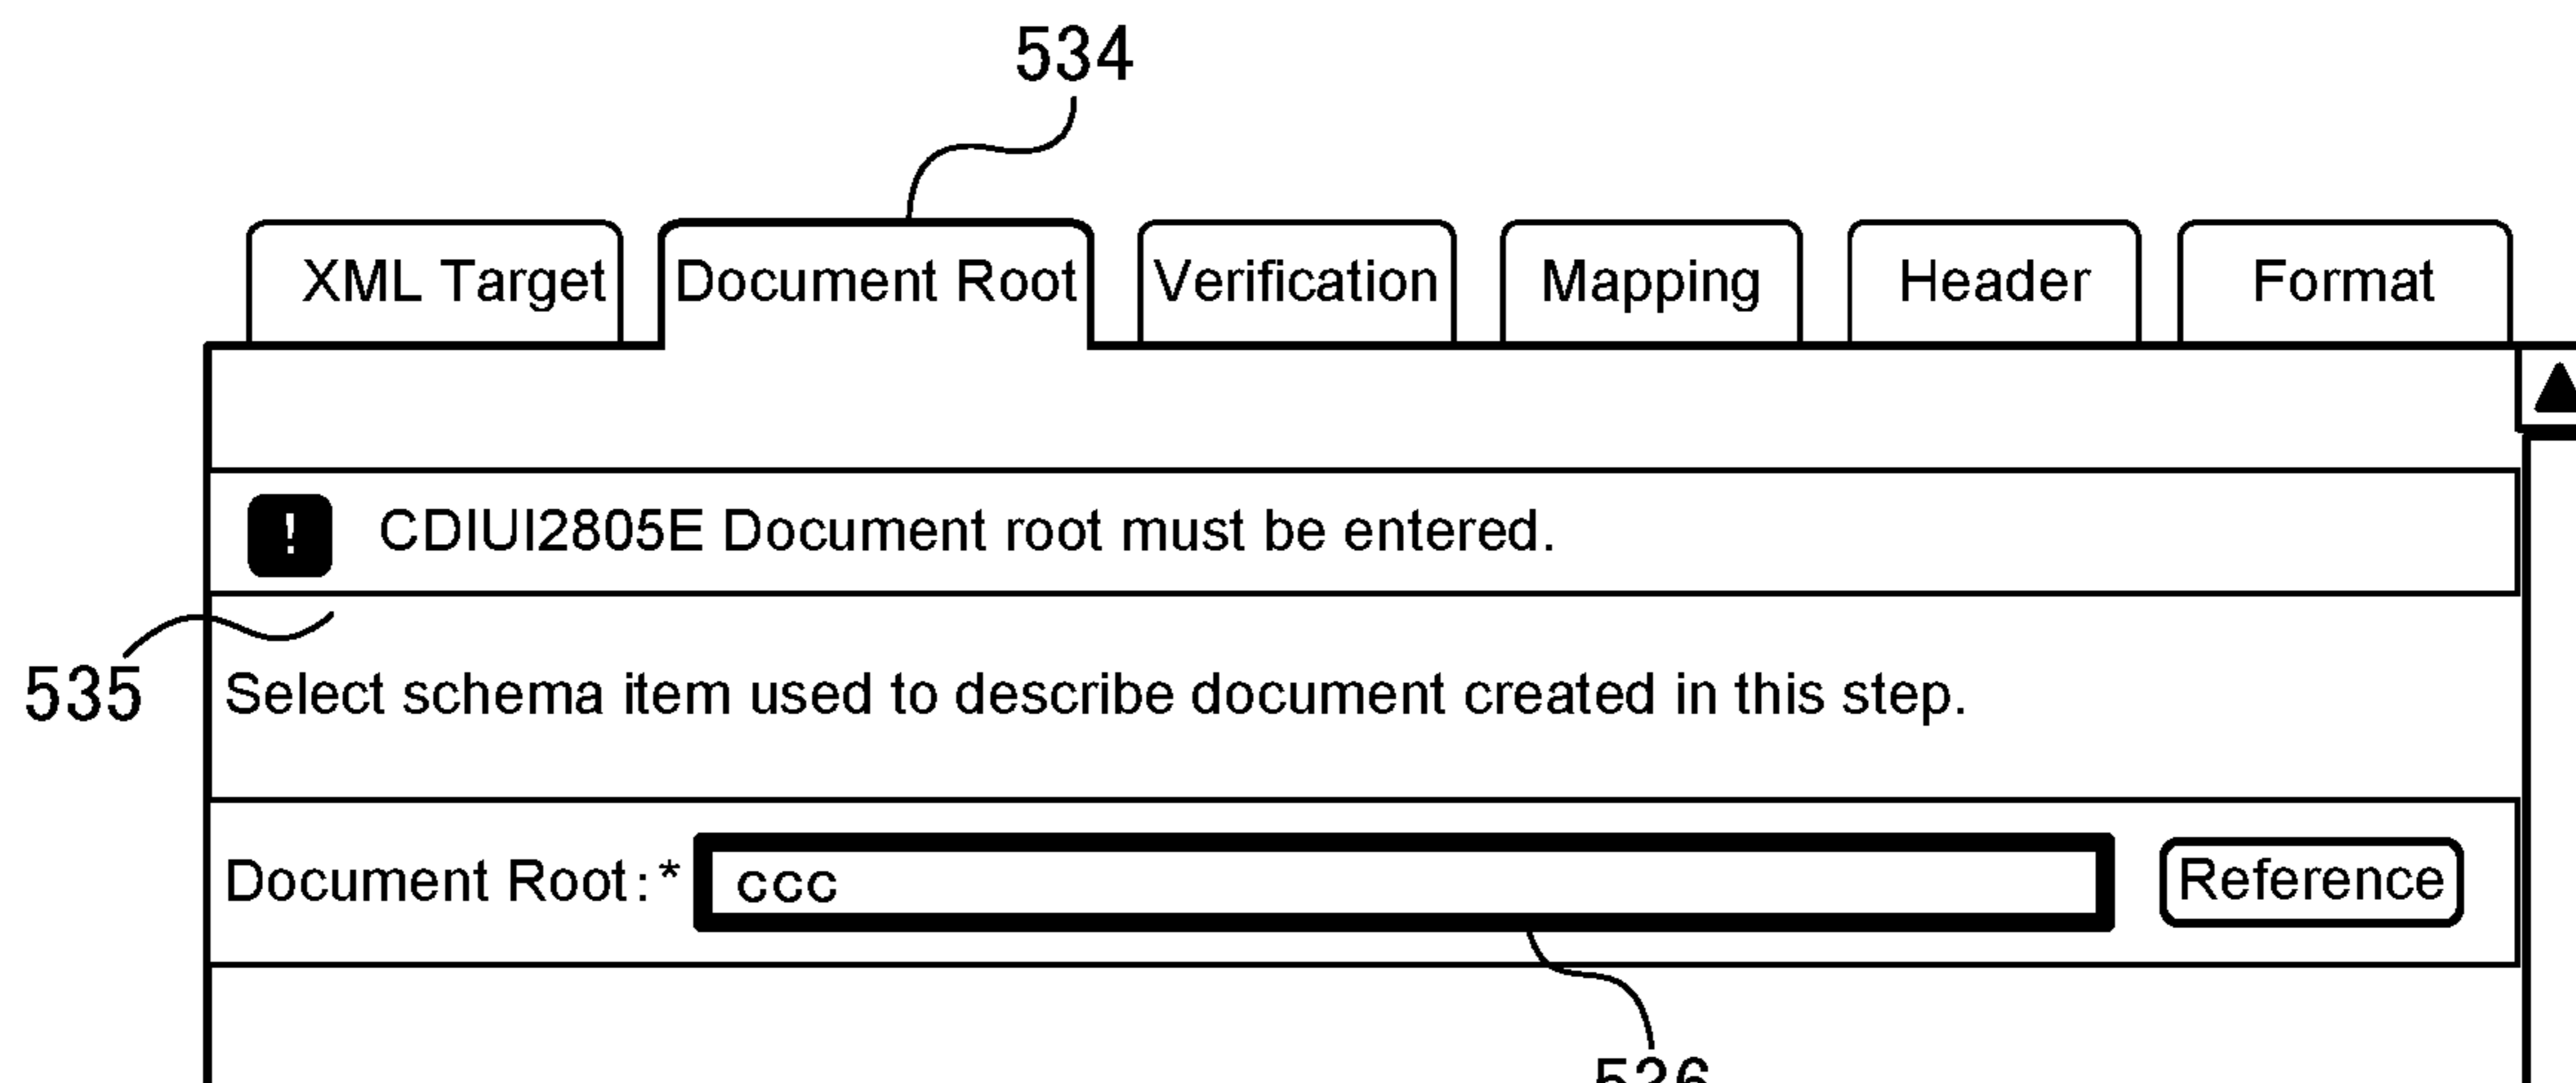 534
XML Target Document Root Verification Mapping Header Format
! CDIUI2805E Document root must be entered.
535
Select schema item used to describe document created in this step.
Document Root:* ccc Reference
536